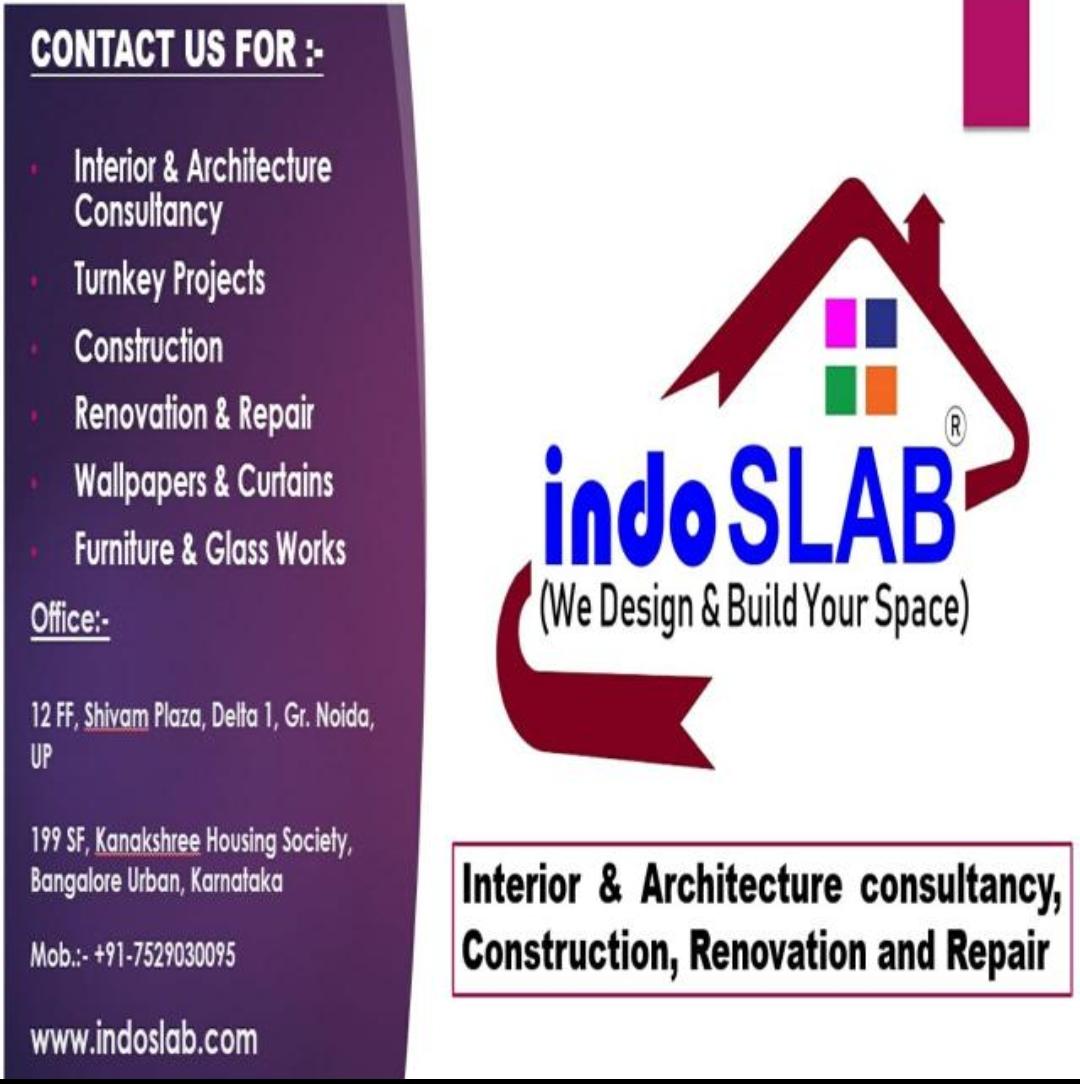 CONTACT US FOR :-
Interior & Architecture
Consultancy
Turnkey Projects
Construction
Renovation & Repair
Wallpapers & Curtains
Furniture & Glass Works
Office:-
12 FF, Shivam Plaza, Delta 1, Gr. Noida,
UP
199 SF, Kanakshree Housing Society,
Bangalore Urban, Karnataka
Mob.:- +91-7529030095
www.indoslab.com
indo SLAB®
(We Design & Build Your Space)
Interior & Architecture consultancy,
Construction, Renovation and Repair